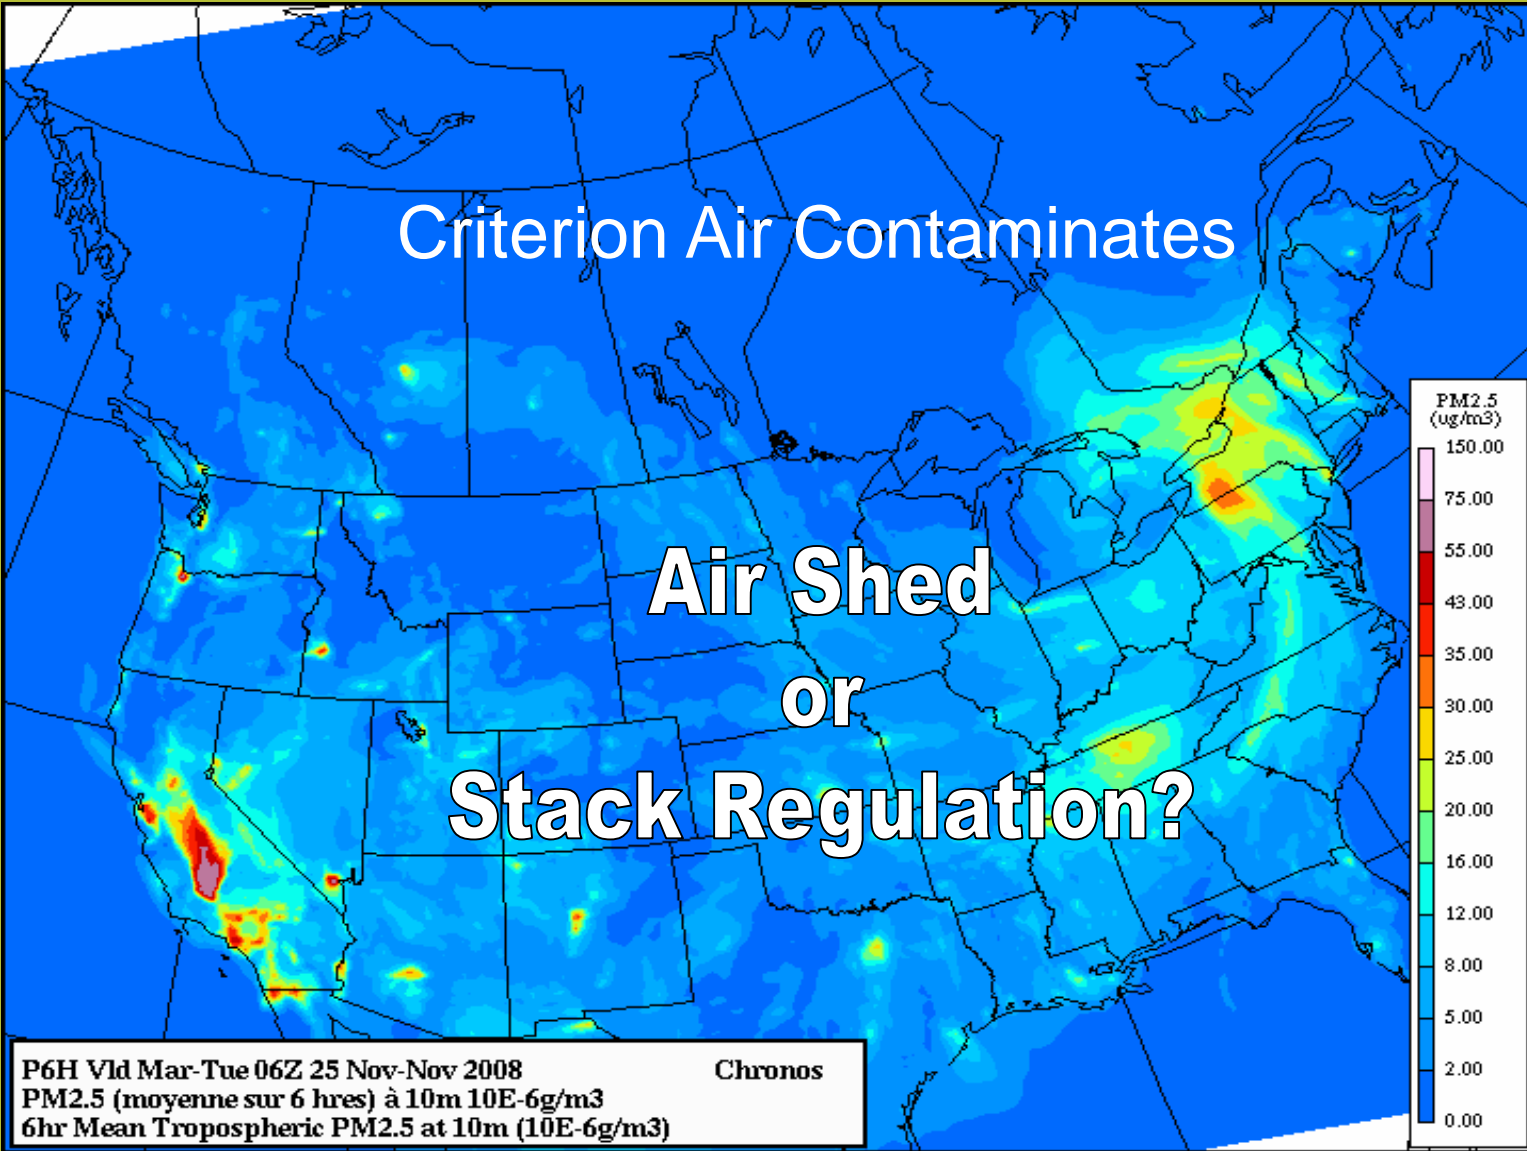 Criterion Air Contaminates
Air Shed
or
Stack Regulation?
PM2.5
(ug/m3)
150.00
75.00
55.00
43.00
35.00
30.00
25.00
20.00
16.00
12.00
8.00
5.00
2.00
0.00
P6H Vld Mar-Tue 06Z 25 Nov-Nov 2008 Chronos
PM2.5 (moyenne sur 6 hres) à 10m 10E-6g/m3
6hr Mean Tropospheric PM2.5 at 10m (10E-6g/m3)